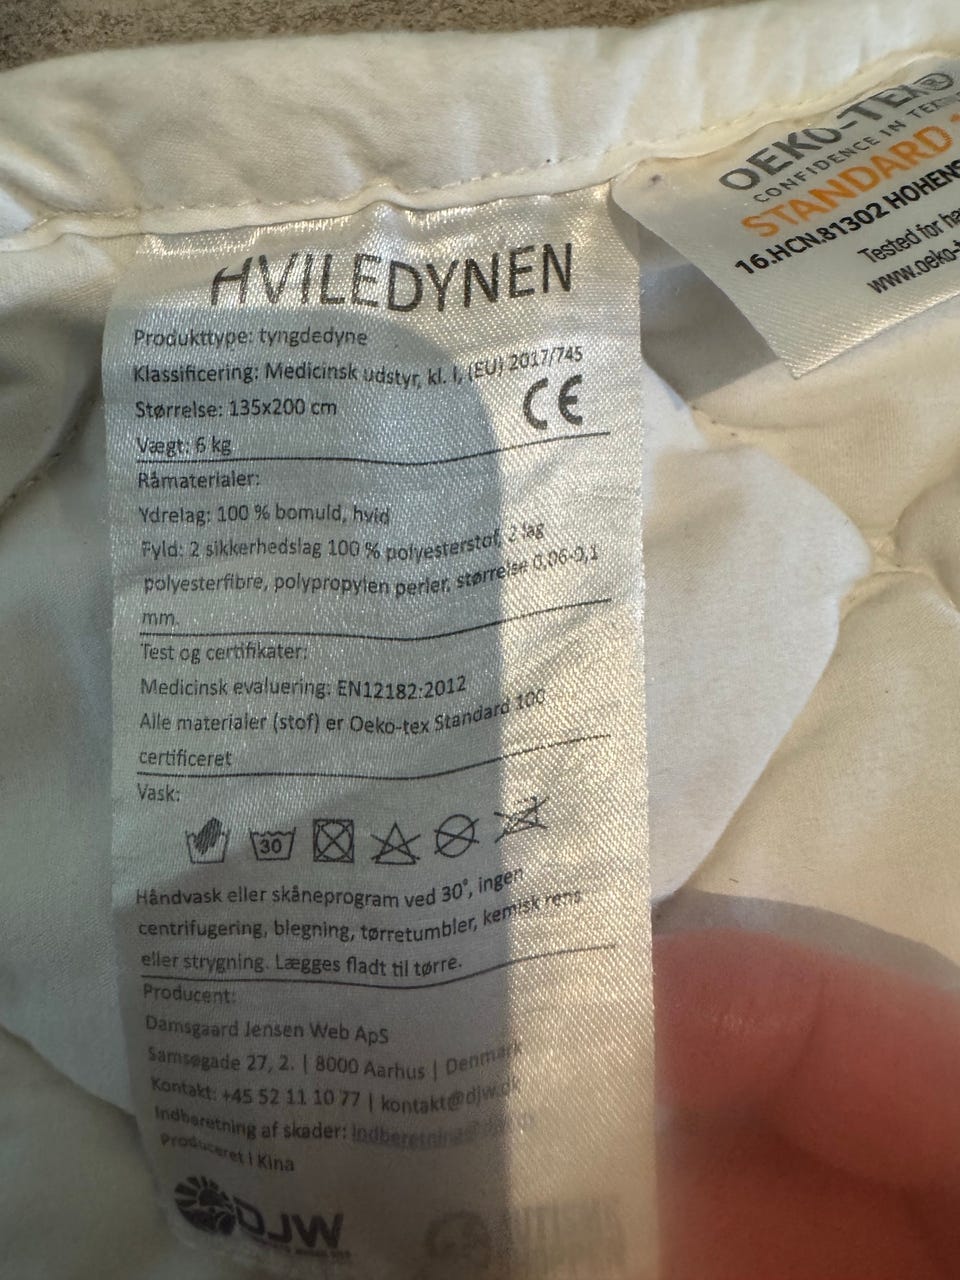 HVILEDYNEN
Produkttype: tyngdedyne
Klassificering: Medicinsk udstyr, kl. I, (EU) 2017/745
Størrelse: 135x200 cm
CE
Vægt: 6 kg
Råmaterialer:
Ydrelag: 100 % bomuld, hvid
Fyld: 2 sikkerhedslag 100 % polyesterstof, 2 lag
polyesterfibre, polypropylen perler, størrelse 0,06-0,1
mm.
Test og certifikater:
Medicinsk evaluering: EN12182:2012
Alle materialer (stof) er Oeko-tex Standard 100
certificeret
Vask:
30
Håndvask eller skåneprogram ved 30°, ingen
centrifugering, blegning, tørretumbler, kemisk rens
eller strygning. Lægges fladt til tørre.
Producent:
Damsgaard Jensen Web ApS
Samsøgade 27, 2. | 8000 Aarhus | Denmark
Kontakt: +45 52 11 10 77 | kontakt@djw.dk
Indberetning af skader:
Produceret i Kina
DJW
OEKO-TEX®
CONFIDENCE IN
STANDARD
16.HCN.81302
Tested for
www.oeko-